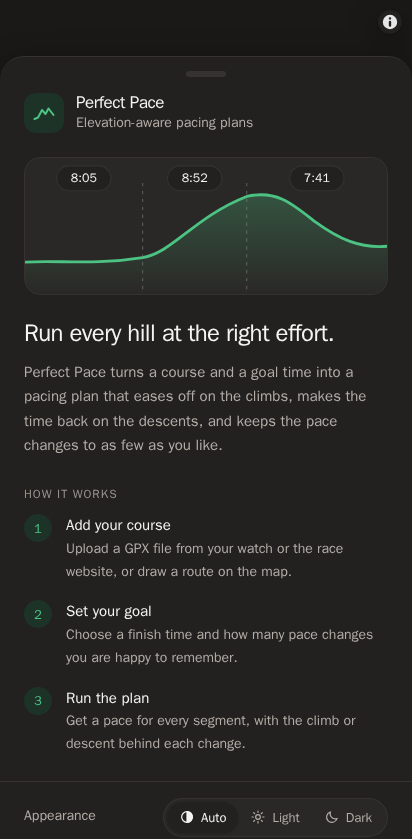 Perfect Pace
Elevation-aware pacing plans
8:05
8:52
7:41
Run every hill at the right effort.
Perfect Pace turns a course and a goal time into a
pacing plan that eases off on the climbs, makes the
time back on the descents, and keeps the pace
changes to as few as you like.
HOW IT WORKS
1
Add your course
Upload a GPX file from your watch or the race
website, or draw a route on the map.
2
Set your goal
Choose a finish time and how many pace changes
you are happy to remember.
3
Run the plan
Get a pace for every segment, with the climb or
descent behind each change.
Appearance
Auto
Light
Dark